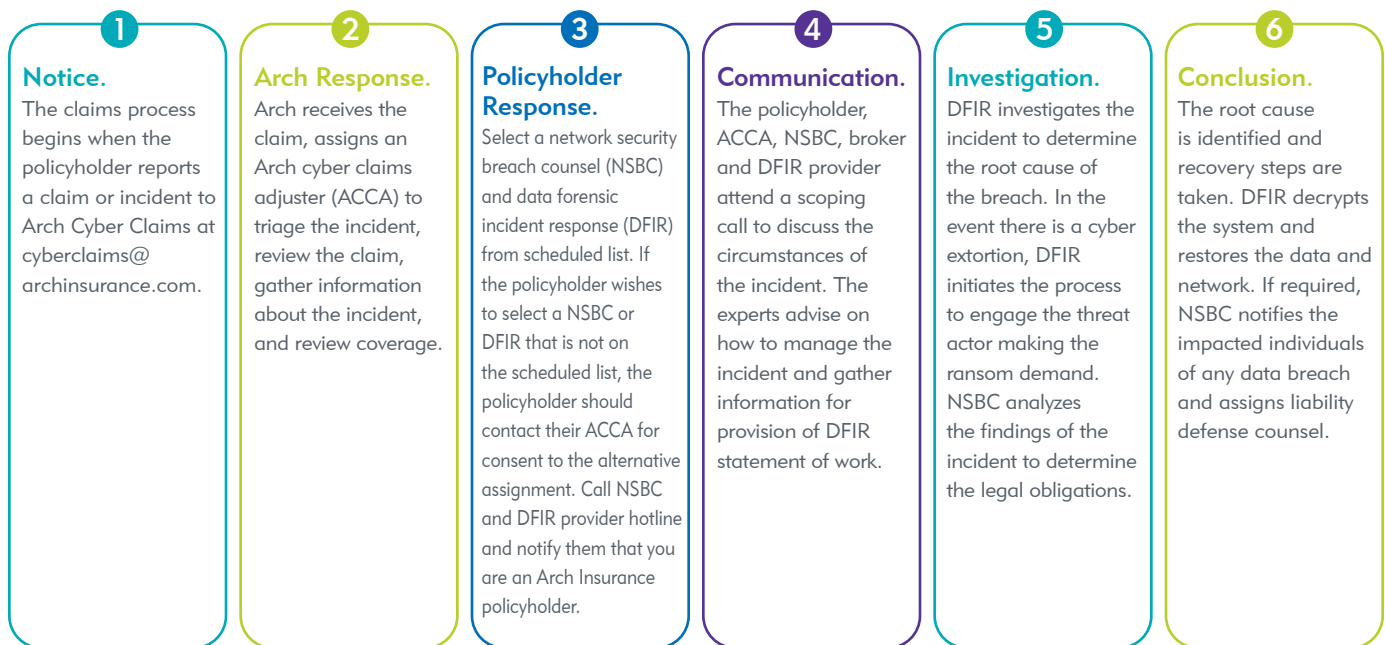 1
Notice.
The claims process
begins when the
policyholder reports
a claim or incident to
Arch Cyber Claims at
cyberclaims@
archinsurance.com.
2
Arch Response.
Arch receives the
claim, assigns an
Arch cyber claims
adjuster (ACCA) to
triage the incident,
review the claim,
gather information
about the incident,
and review coverage.
3
Policyholder
Response.
Select a network security
breach counsel (NSBC)
and data forensic
incident response (DFIR)
from scheduled list. If
the policyholder wishes
to select a NSBC or
DFIR that is not on
the scheduled list, the
policyholder should
contact their ACCA for
consent to the alternative
assignment. Call NSBC
and DFIR provider hotline
and notify them that you
are an Arch Insurance
policyholder.
4
Communication.
The policyholder,
ACCA, NSBC, broker
and DFIR provider
attend a scoping
call to discuss the
circumstances of
the incident. The
experts advise on
how to manage the
incident and gather
information for
provision of DFIR
statement of work.
5
Investigation.
DFIR investigates the
incident to determine
the root cause of
the breach. In the
event there is a cyber
extortion, DFIR
initiates the process
to engage the threat
actor making the
ransom demand.
NSBC analyzes
the findings of the
incident to determine
the legal obligations.
6
Conclusion.
The root cause
is identified and
recovery steps are
taken. DFIR decrypts
the system and
restores the data and
network. If required,
NSBC notifies the
impacted individuals
of any data breach
and assigns liability
defense counsel.